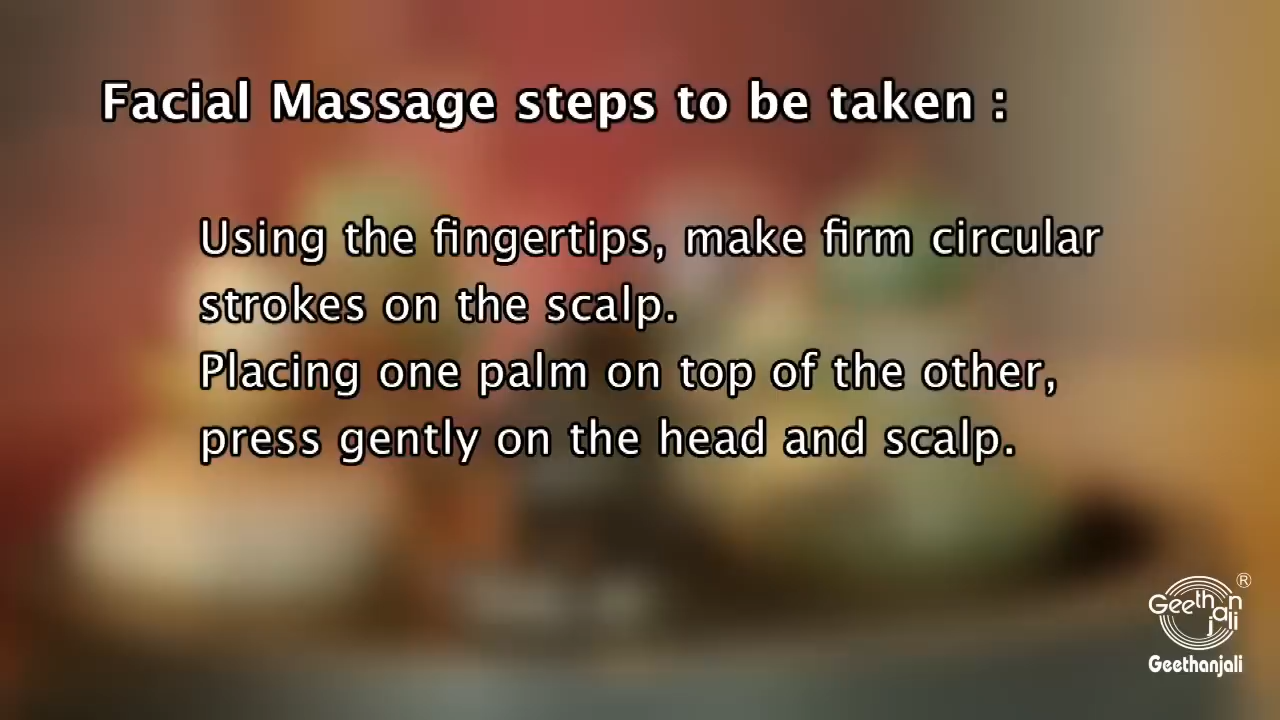 Facial Massage steps to be taken :
Using the fingertips, make firm circular
strokes on the scalp.
Placing one palm on top of the other,
press gently on the head and scalp.
®
Geethanjali
Geethanjali